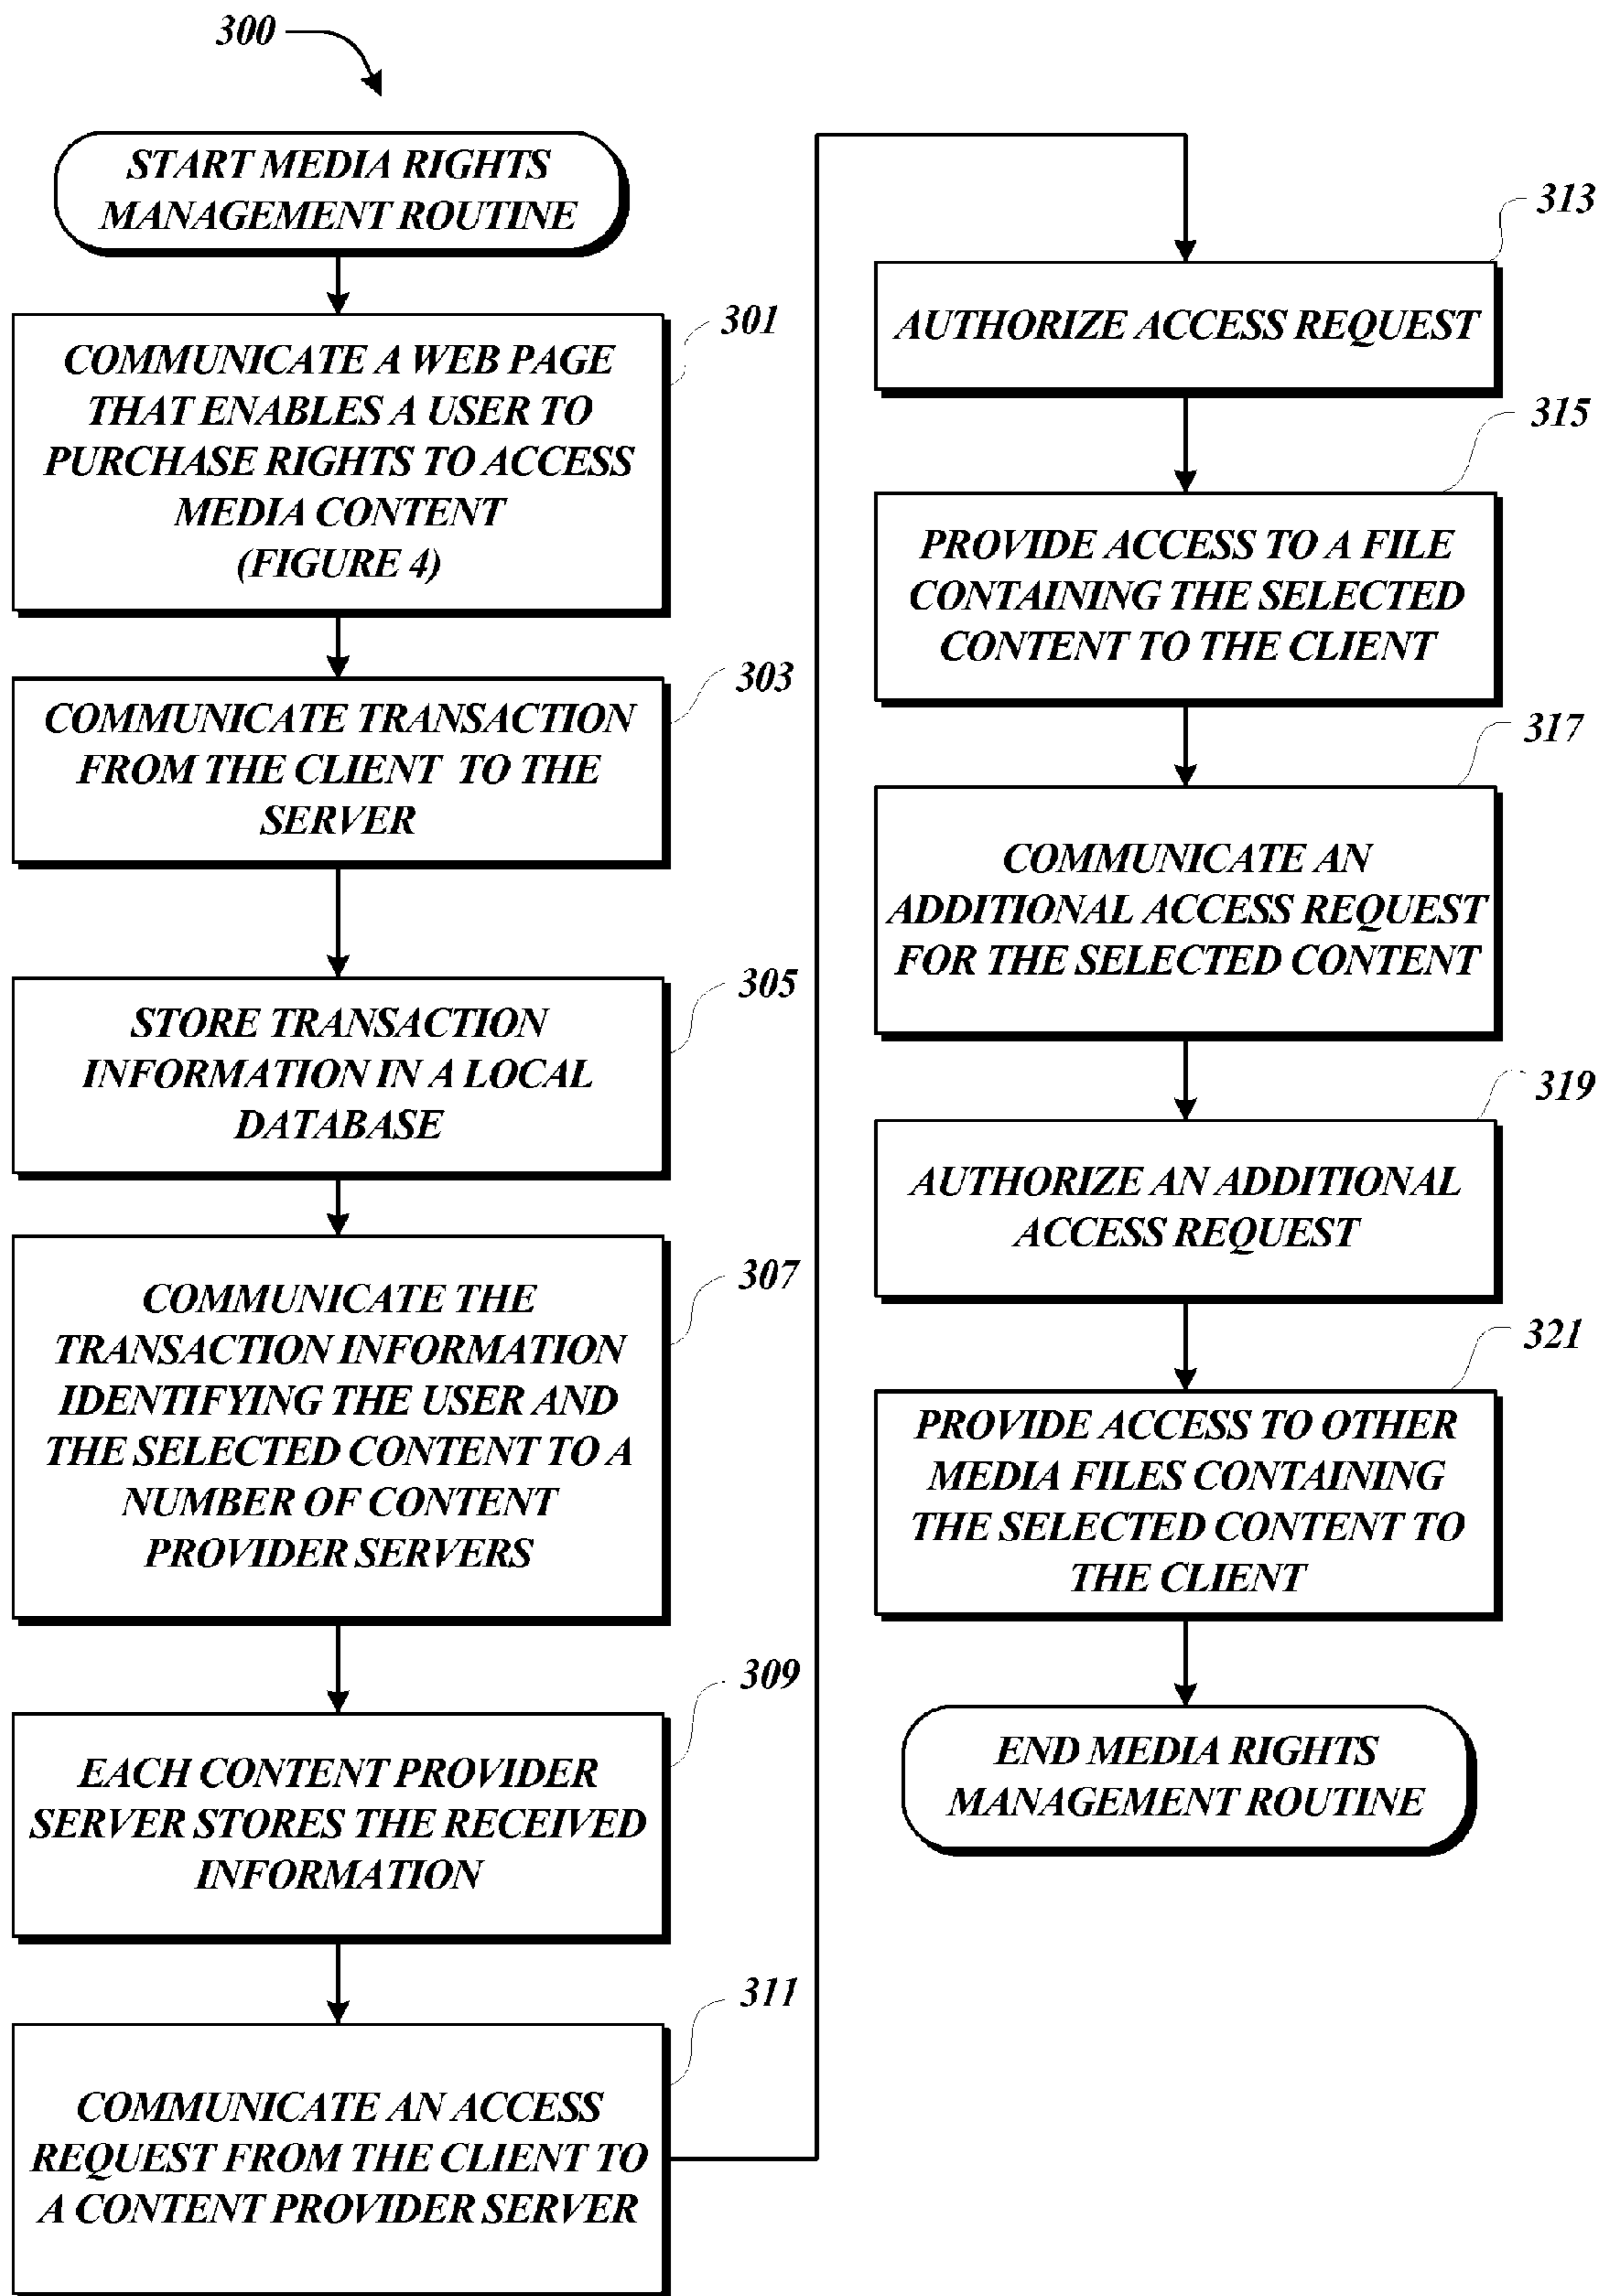 300
START MEDIA RIGHTS
MANAGEMENT ROUTINE
301
COMMUNICATE A WEB PAGE
THAT ENABLES A USER TO
PURCHASE RIGHTS TO ACCESS
MEDIA CONTENT
(FIGURE 4)
303
COMMUNICATE TRANSACTION
FROM THE CLIENT TO THE
SERVER
305
STORE TRANSACTION
INFORMATION IN A LOCAL
DATABASE
307
COMMUNICATE THE
TRANSACTION INFORMATION
IDENTIFYING THE USER AND
THE SELECTED CONTENT TO A
NUMBER OF CONTENT
PROVIDER SERVERS
309
EACH CONTENT PROVIDER
SERVER STORES THE RECEIVED
INFORMATION
311
COMMUNICATE AN ACCESS
REQUEST FROM THE CLIENT TO
A CONTENT PROVIDER SERVER
313
AUTHORIZE ACCESS REQUEST
315
PROVIDE ACCESS TO A FILE
CONTAINING THE SELECTED
CONTENT TO THE CLIENT
317
COMMUNICATE AN
ADDITIONAL ACCESS REQUEST
FOR THE SELECTED CONTENT
319
AUTHORIZE AN ADDITIONAL
ACCESS REQUEST
321
PROVIDE ACCESS TO OTHER
MEDIA FILES CONTAINING
THE SELECTED CONTENT TO
THE CLIENT
END MEDIA RIGHTS
MANAGEMENT ROUTINE